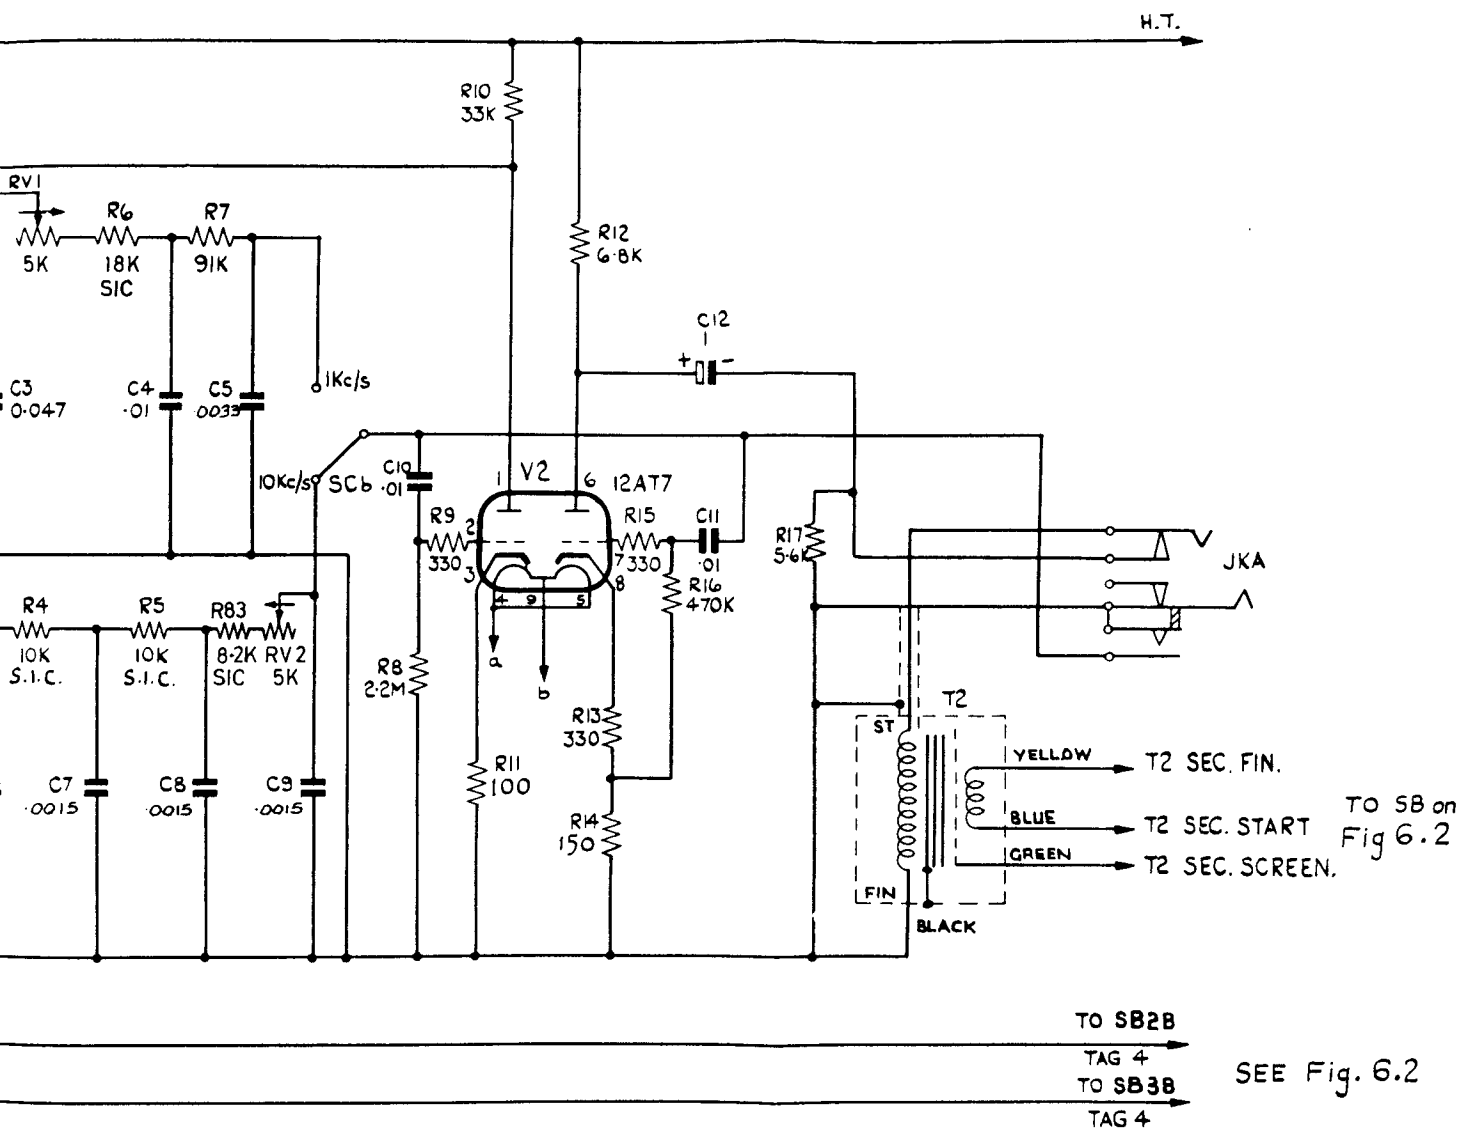 H.T.
R10
33K
RV1
R6
R7
5K
18K
SIC
91K
R12
6.8K
C12
1
+ -
C3
0.047
C4
.01
C5
.0033
1Kc/s
10Kc/s
SCb
C10
.01
1
V2
6
12AT7
R9
330
2
3
R15
330
7
8
C11
.01
R16
470K
R17
5.6K
JKA
4
9
5
a
b
R4
10K
S.I.C.
R5
10K
S.I.C.
R83
8.2K
SIC
RV2
5K
R8
2.2M
R13
330
R11
100
R14
150
C7
.0015
C8
.0015
C9
.0015
T2
ST
FIN
YELLOW
T2 SEC. FIN.
BLUE
T2 SEC. START
GREEN
T2 SEC. SCREEN.
BLACK
TO SB on
Fig 6.2
TO SB2B
TAG 4
TO SB3B
TAG 4
SEE Fig. 6.2